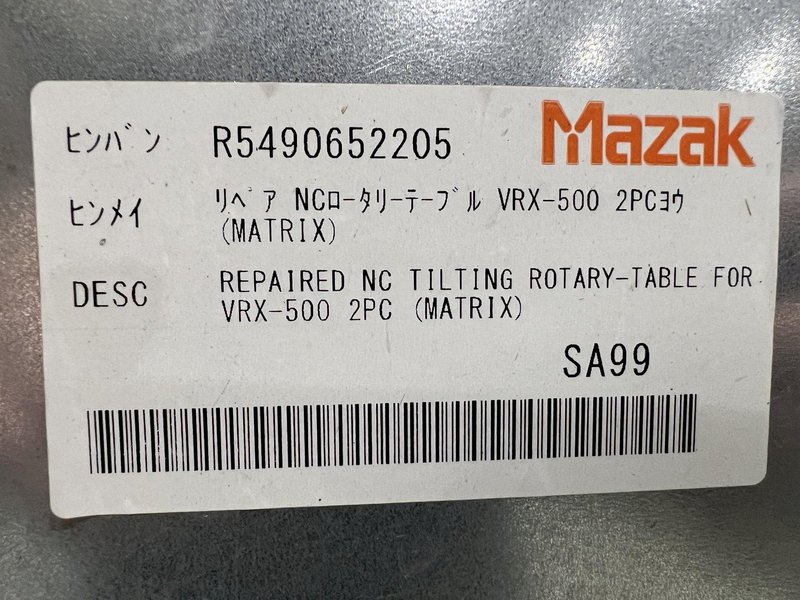 Mazak
ﾋﾝﾊﾞﾝ R5490652205
ﾋﾝﾒｲ ﾘﾍﾟｱ NCﾛｰﾀﾘｰﾃｰﾌﾞﾙ VRX-500 2PCﾖｳ
(MATRIX)
DESC REPAIRED NC TILTING ROTARY-TABLE FOR
VRX-500 2PC (MATRIX)
SA99